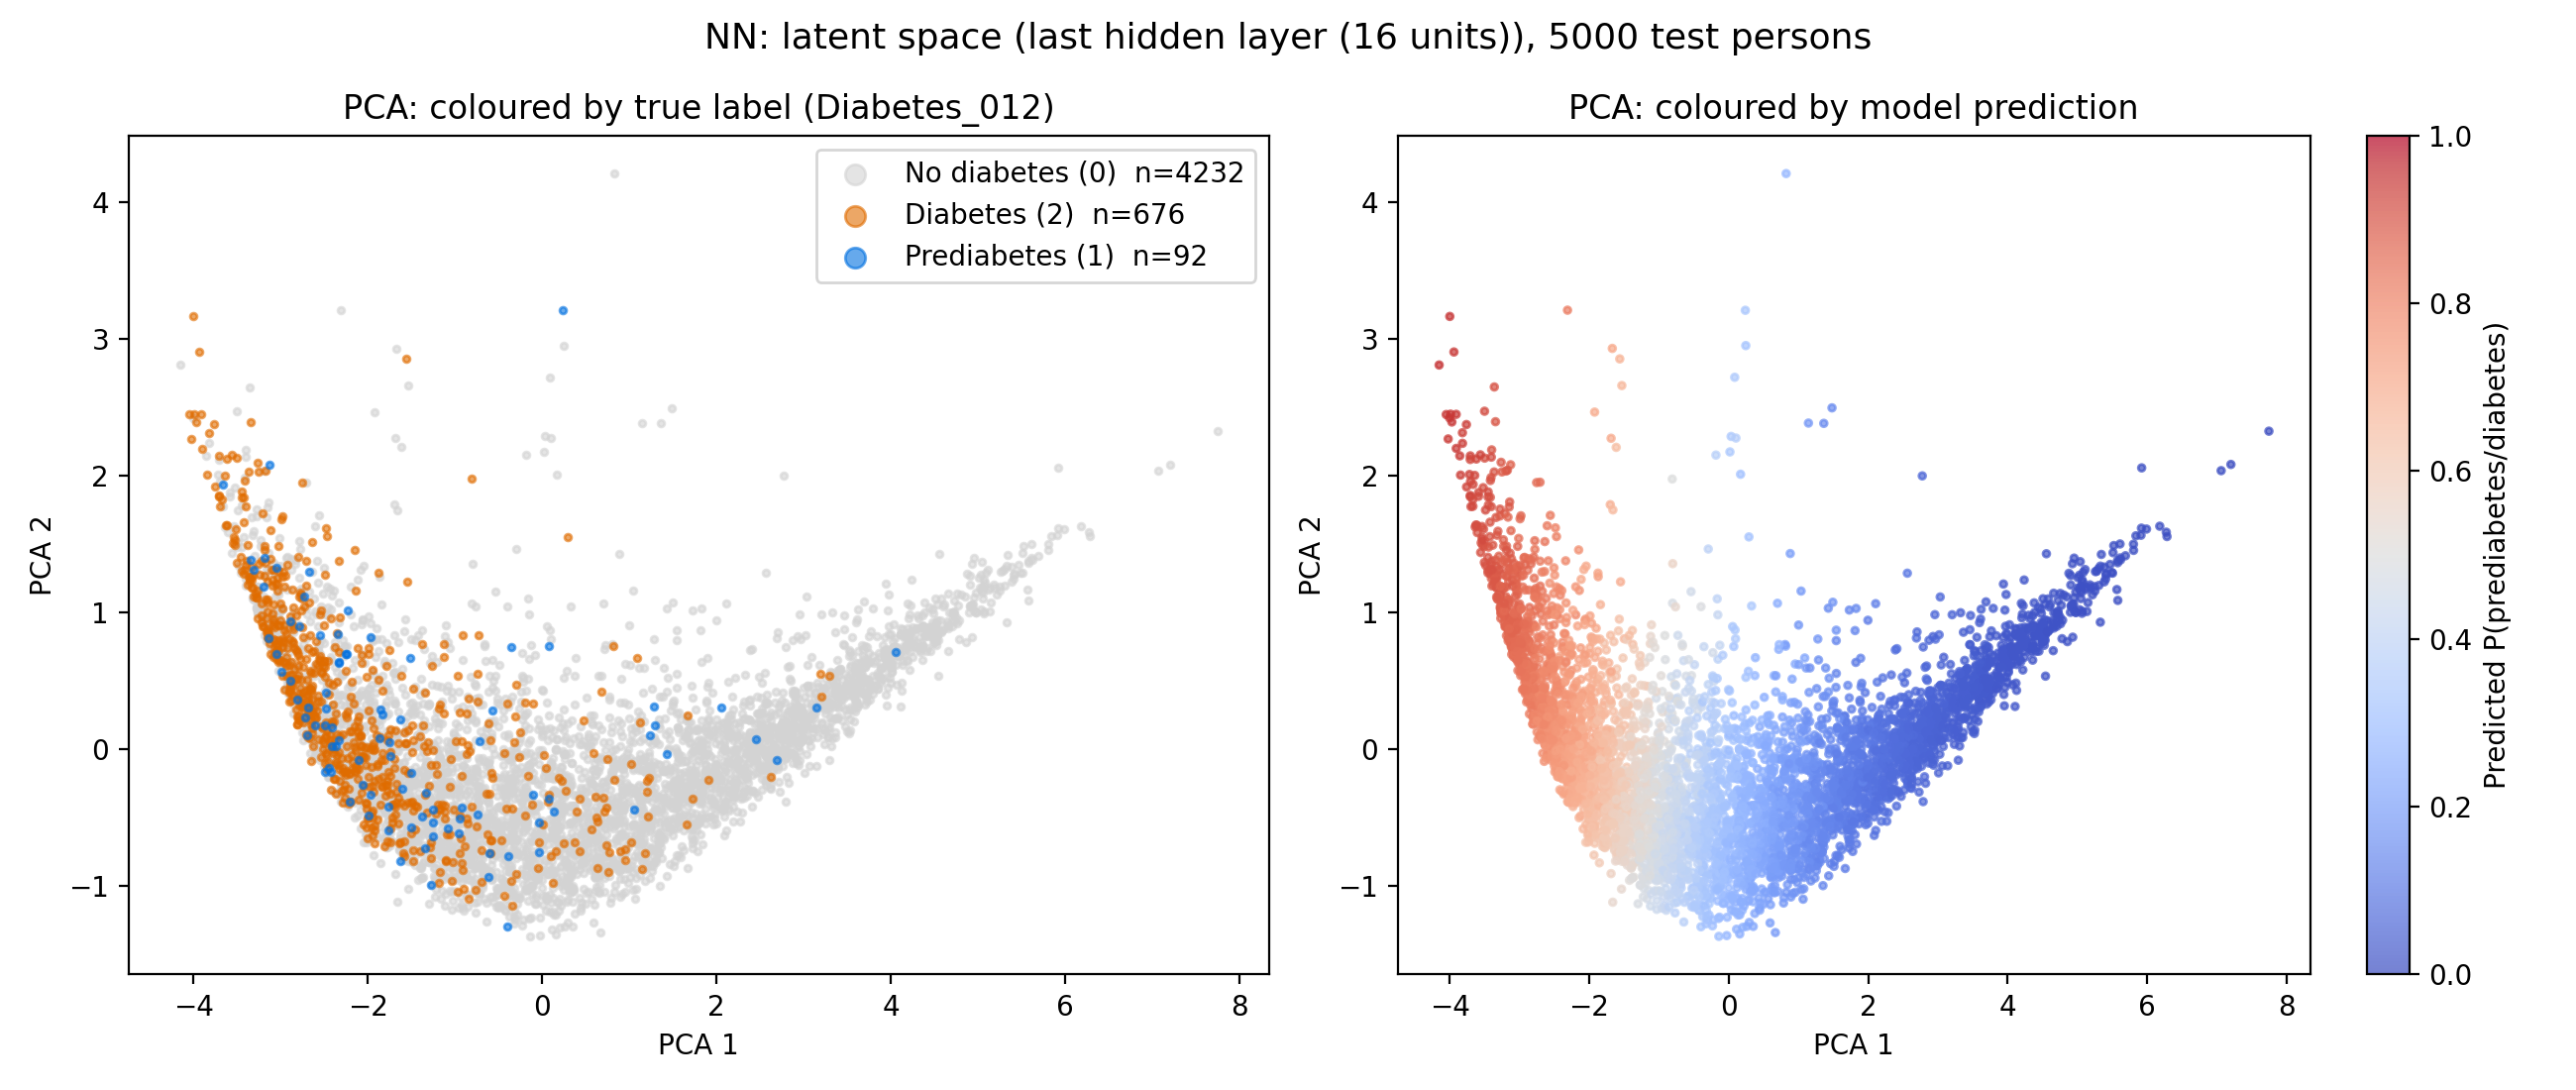 NN: latent space (last hidden layer (16 units)), 5000 test persons
PCA: coloured by true label (Diabetes_012)
No diabetes (0)  n=4232
Diabetes (2)  n=676
Prediabetes (1)  n=92
4
3
2
1
0
−1
PCA 2
−4
−2
0
2
4
6
8
PCA 1
PCA: coloured by model prediction
4
3
2
1
0
−1
PCA 2
−4
−2
0
2
4
6
8
PCA 1
1.0
0.8
0.6
0.4
0.2
0.0
Predicted P(prediabetes/diabetes)